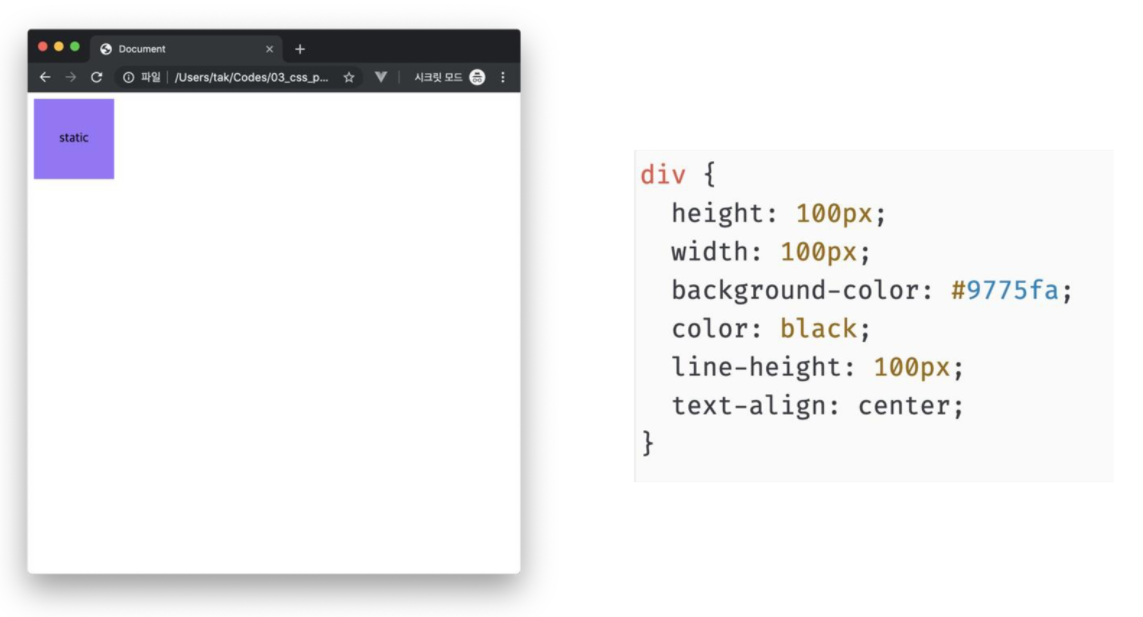 Document
파일 | /Users/tak/Codes/03_css_p... 시크릿 모드
static
div {
  height: 100px;
  width: 100px;
  background-color: #9775fa;
  color: black;
  line-height: 100px;
  text-align: center;
}